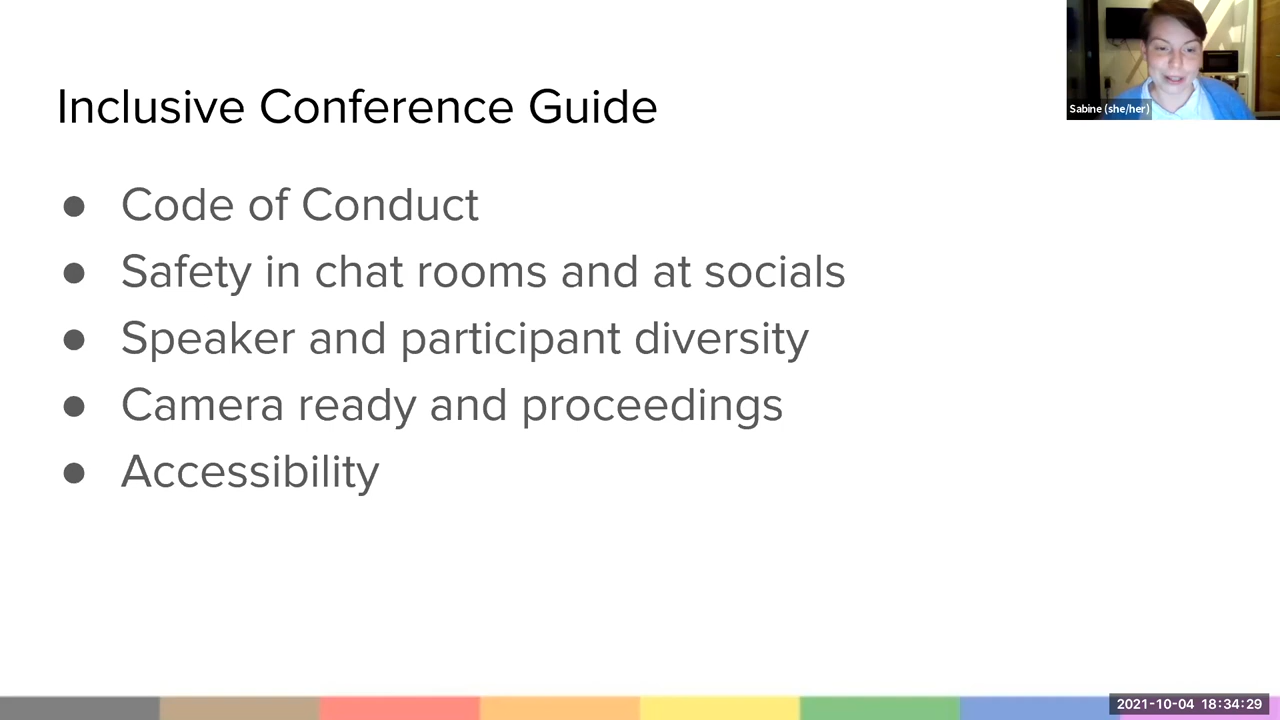 Inclusive Conference Guide
● Code of Conduct
● Safety in chat rooms and at socials
● Speaker and participant diversity
● Camera ready and proceedings
● Accessibility
Sabine (she/her)
2021-10-04 18:34:29